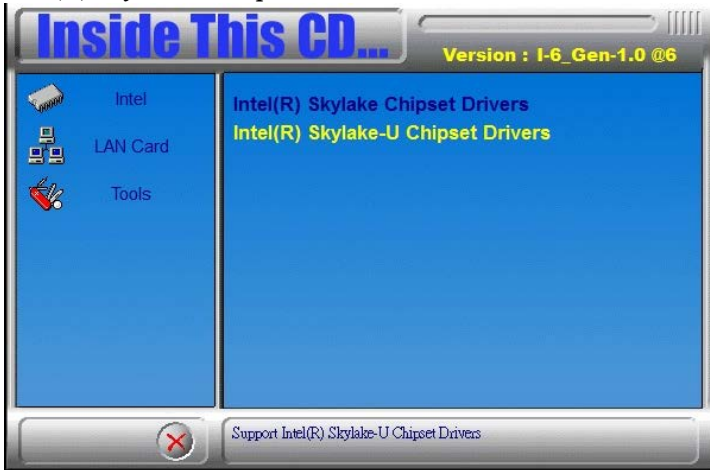 Inside This CD...
Version : I-6_Gen-1.0 @6
Intel
LAN Card
Tools
Intel(R) Skylake Chipset Drivers
Intel(R) Skylake-U Chipset Drivers
Support Intel(R) Skylake-U Chipset Drivers